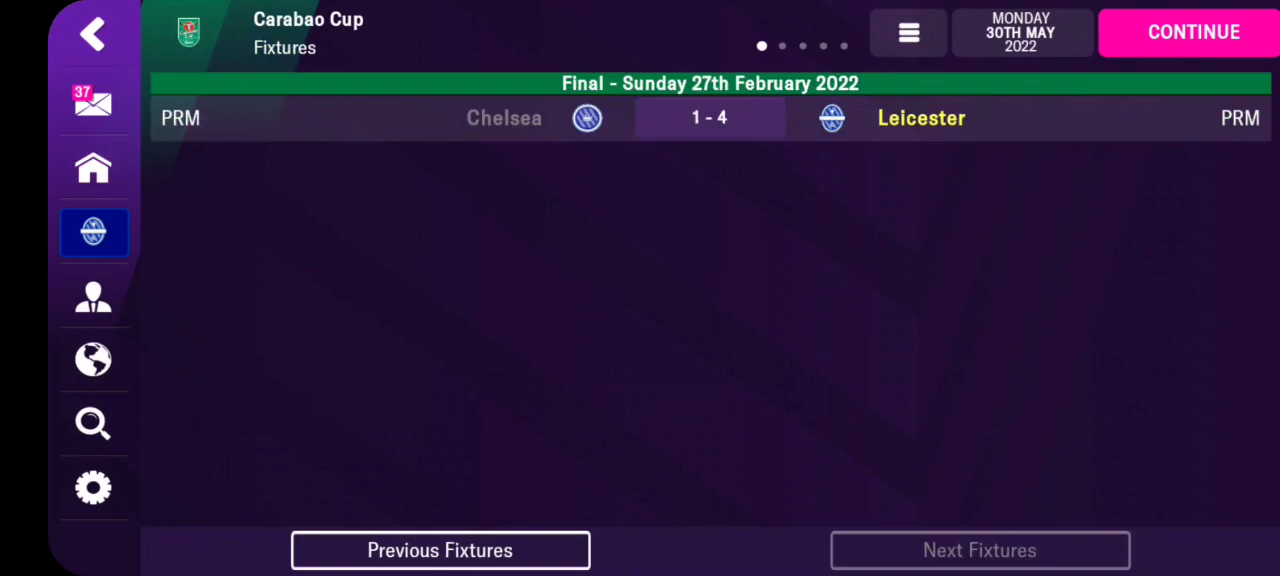 Carabao Cup
Fixtures
MONDAY
30TH MAY
2022
CONTINUE
37
Final - Sunday 27th February 2022
PRM Chelsea 1 - 4 Leicester PRM
Previous Fixtures Next Fixtures